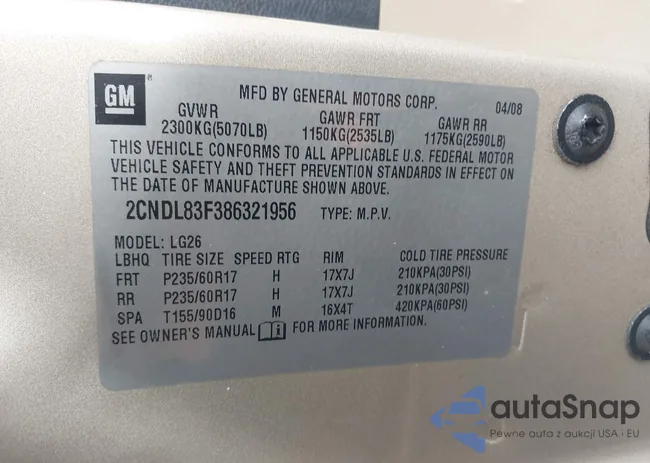 GM
MFD BY GENERAL MOTORS CORP. 04/08
GVWR GAWR FRT GAWR RR
2300KG(5070LB) 1150KG(2535LB) 1175KG(2590LB)
THIS VEHICLE CONFORMS TO ALL APPLICABLE U.S. FEDERAL MOTOR
VEHICLE SAFETY AND THEFT PREVENTION STANDARDS IN EFFECT ON
THE DATE OF MANUFACTURE SHOWN ABOVE.
2CNDL83F386321956 TYPE: M.P.V.
MODEL: LG26
LBHQ TIRE SIZE SPEED RTG RIM COLD TIRE PRESSURE
FRT P235/60R17 H 17X7J 210KPA(30PSI)
RR P235/60R17 H 17X7J 210KPA(30PSI)
SPA T155/90D16 M 16X4T 420KPA(60PSI)
SEE OWNER'S MANUAL i FOR MORE INFORMATION.
autaSnap
Pewne auta z aukcji USA i EU